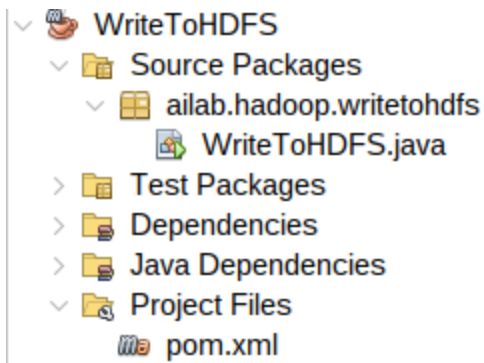 WriteToHDFS
Source Packages
ailab.hadoop.writetohdfs
WriteToHDFS.java
Test Packages
Dependencies
Java Dependencies
Project Files
pom.xml